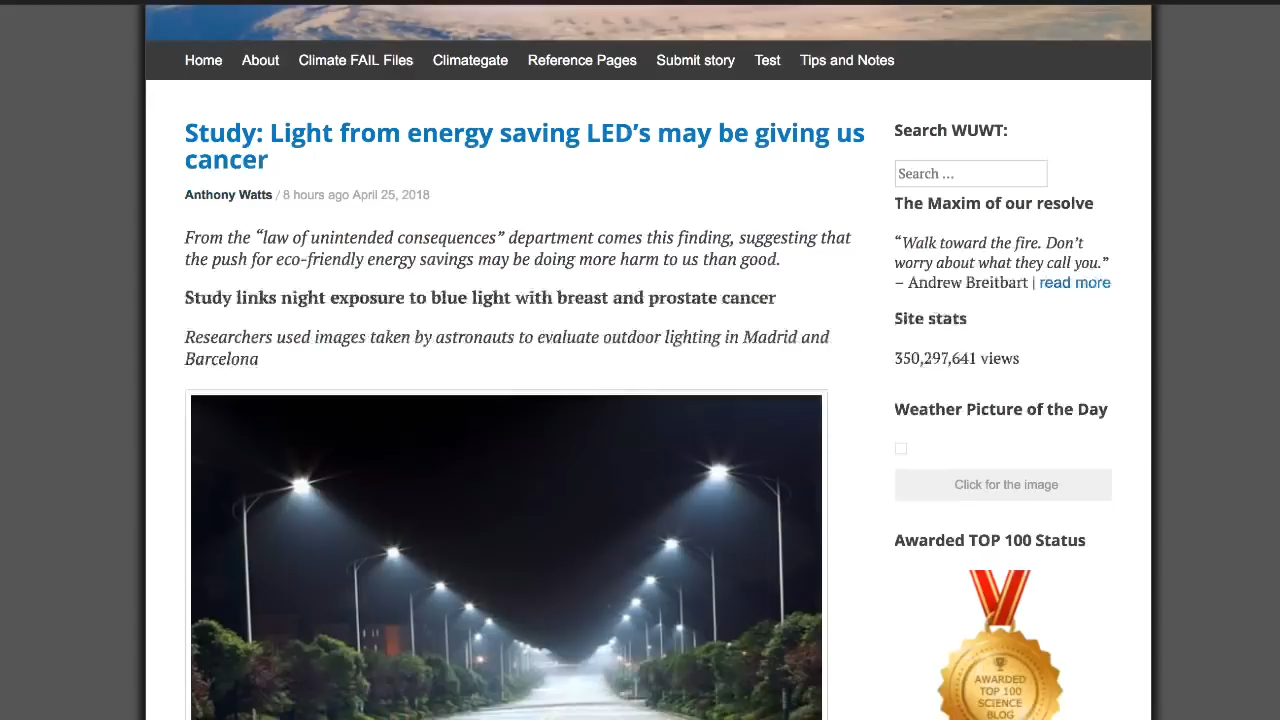 Home About Climate FAIL Files Climategate Reference Pages Submit story Test Tips and Notes
Study: Light from energy saving LED’s may be giving us
cancer
Anthony Watts / 8 hours ago April 25, 2018
From the “law of unintended consequences” department comes this finding, suggesting that
the push for eco-friendly energy savings may be doing more harm to us than good.
Study links night exposure to blue light with breast and prostate cancer
Researchers used images taken by astronauts to evaluate outdoor lighting in Madrid and
Barcelona
Search WUWT:
Search ...
The Maxim of our resolve
“Walk toward the fire. Don’t
worry about what they call you.”
– Andrew Breitbart | read more
Site stats
350,297,641 views
Weather Picture of the Day
Click for the image
Awarded TOP 100 Status
AWARDED
TOP 100
SCIENCE
BLOG